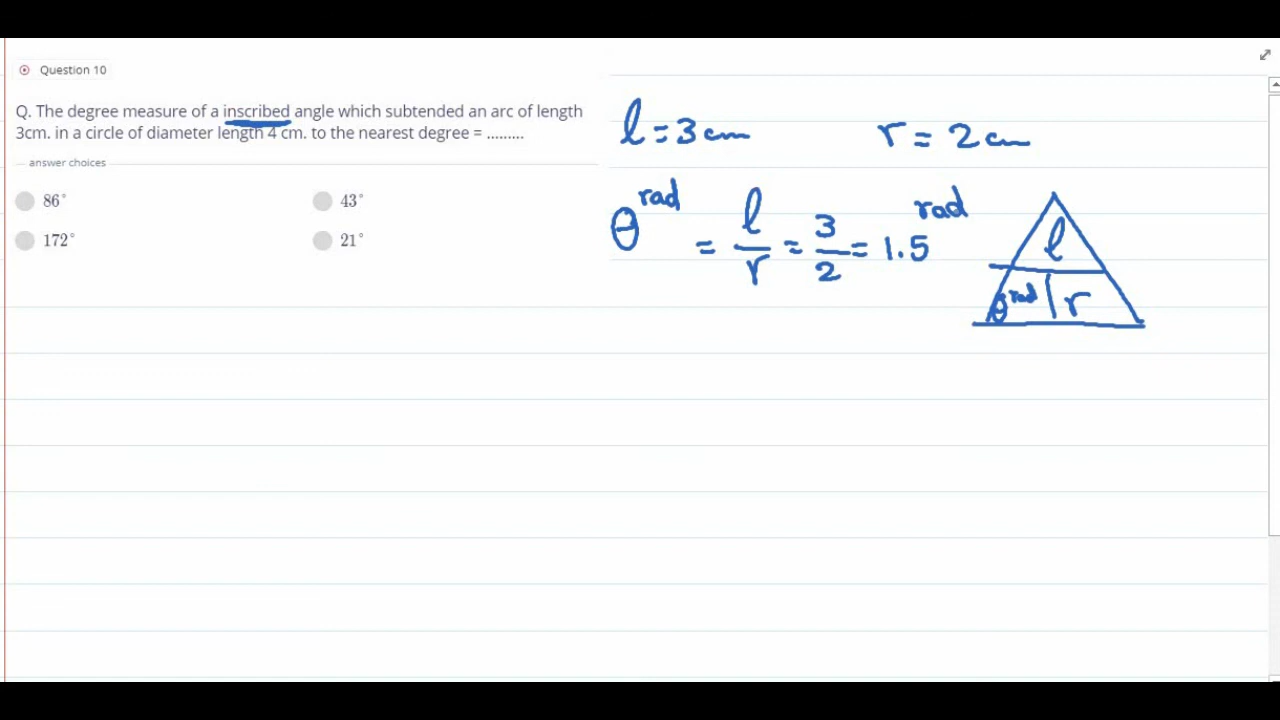 Question 10
Q. The degree measure of a inscribed angle which subtended an arc of length
3cm. in a circle of diameter length 4 cm. to the nearest degree = .........
answer choices
86°
43°
172°
21°
l = 3 cm
r = 2 cm
θ^rad = l/r = 3/2 = 1.5^rad
l
θ^rad | r